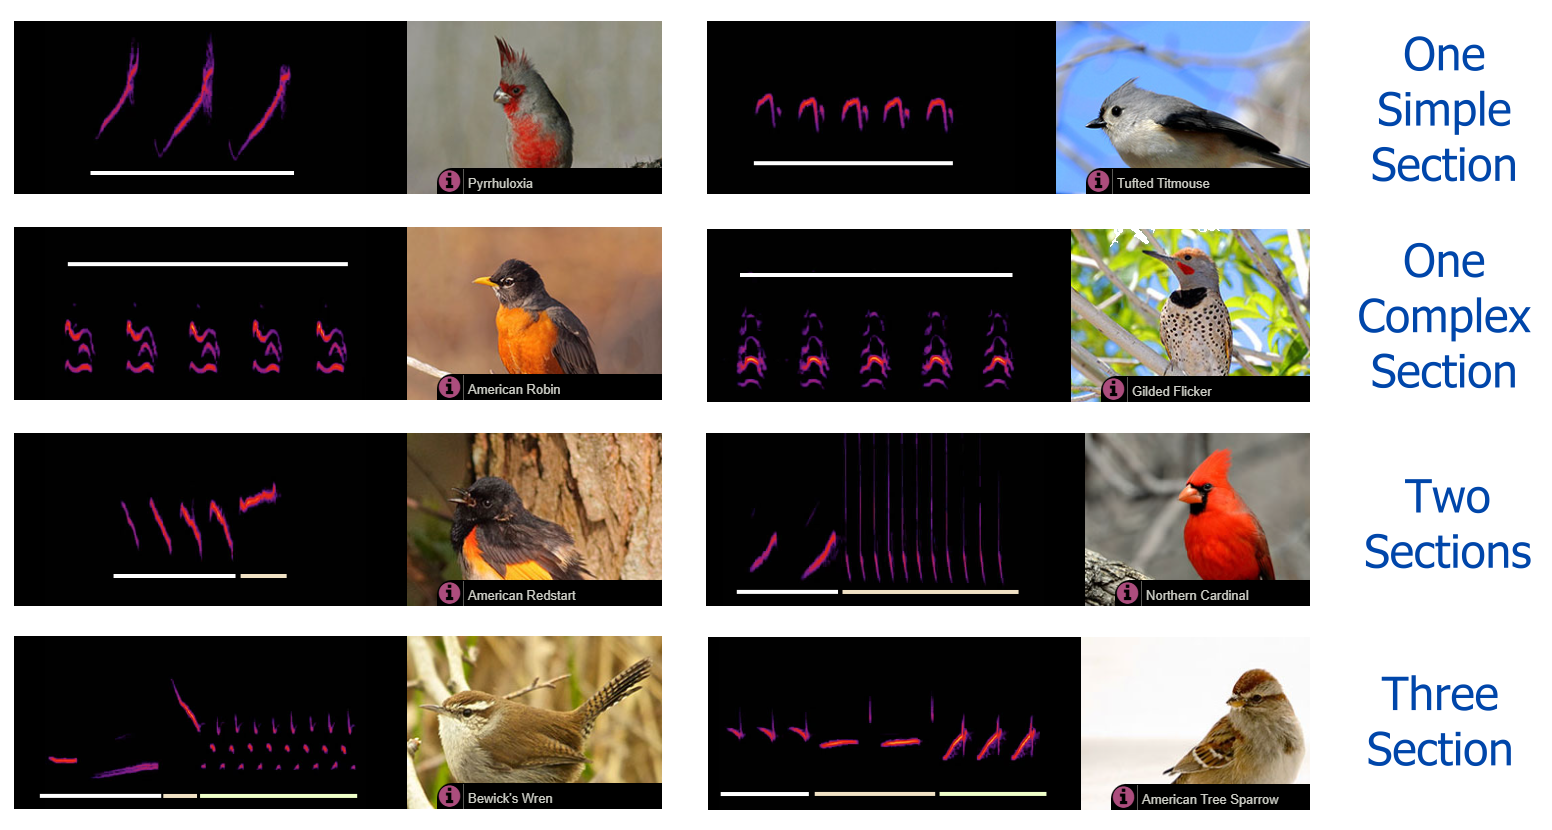 Pyrrhuloxia
Tufted Titmouse
One
Simple
Section
American Robin
Gilded Flicker
One
Complex
Section
American Redstart
Northern Cardinal
Two
Sections
Bewick's Wren
American Tree Sparrow
Three
Section